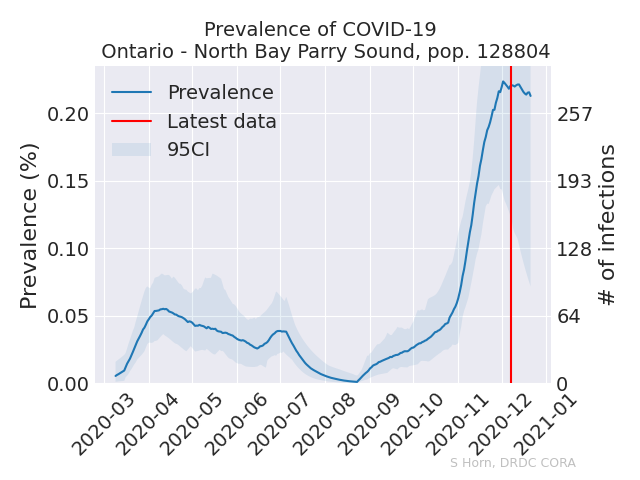 Prevalence of COVID-19
Ontario - North Bay Parry Sound, pop. 128804
Prevalence
Latest data
95CI
Prevalence (%)
0.20
0.15
0.10
0.05
0.00
257
193
128
64
0
# of infections
2020-03
2020-04
2020-05
2020-06
2020-07
2020-08
2020-09
2020-10
2020-11
2020-12
2021-01
S Horn, DRDC CORA